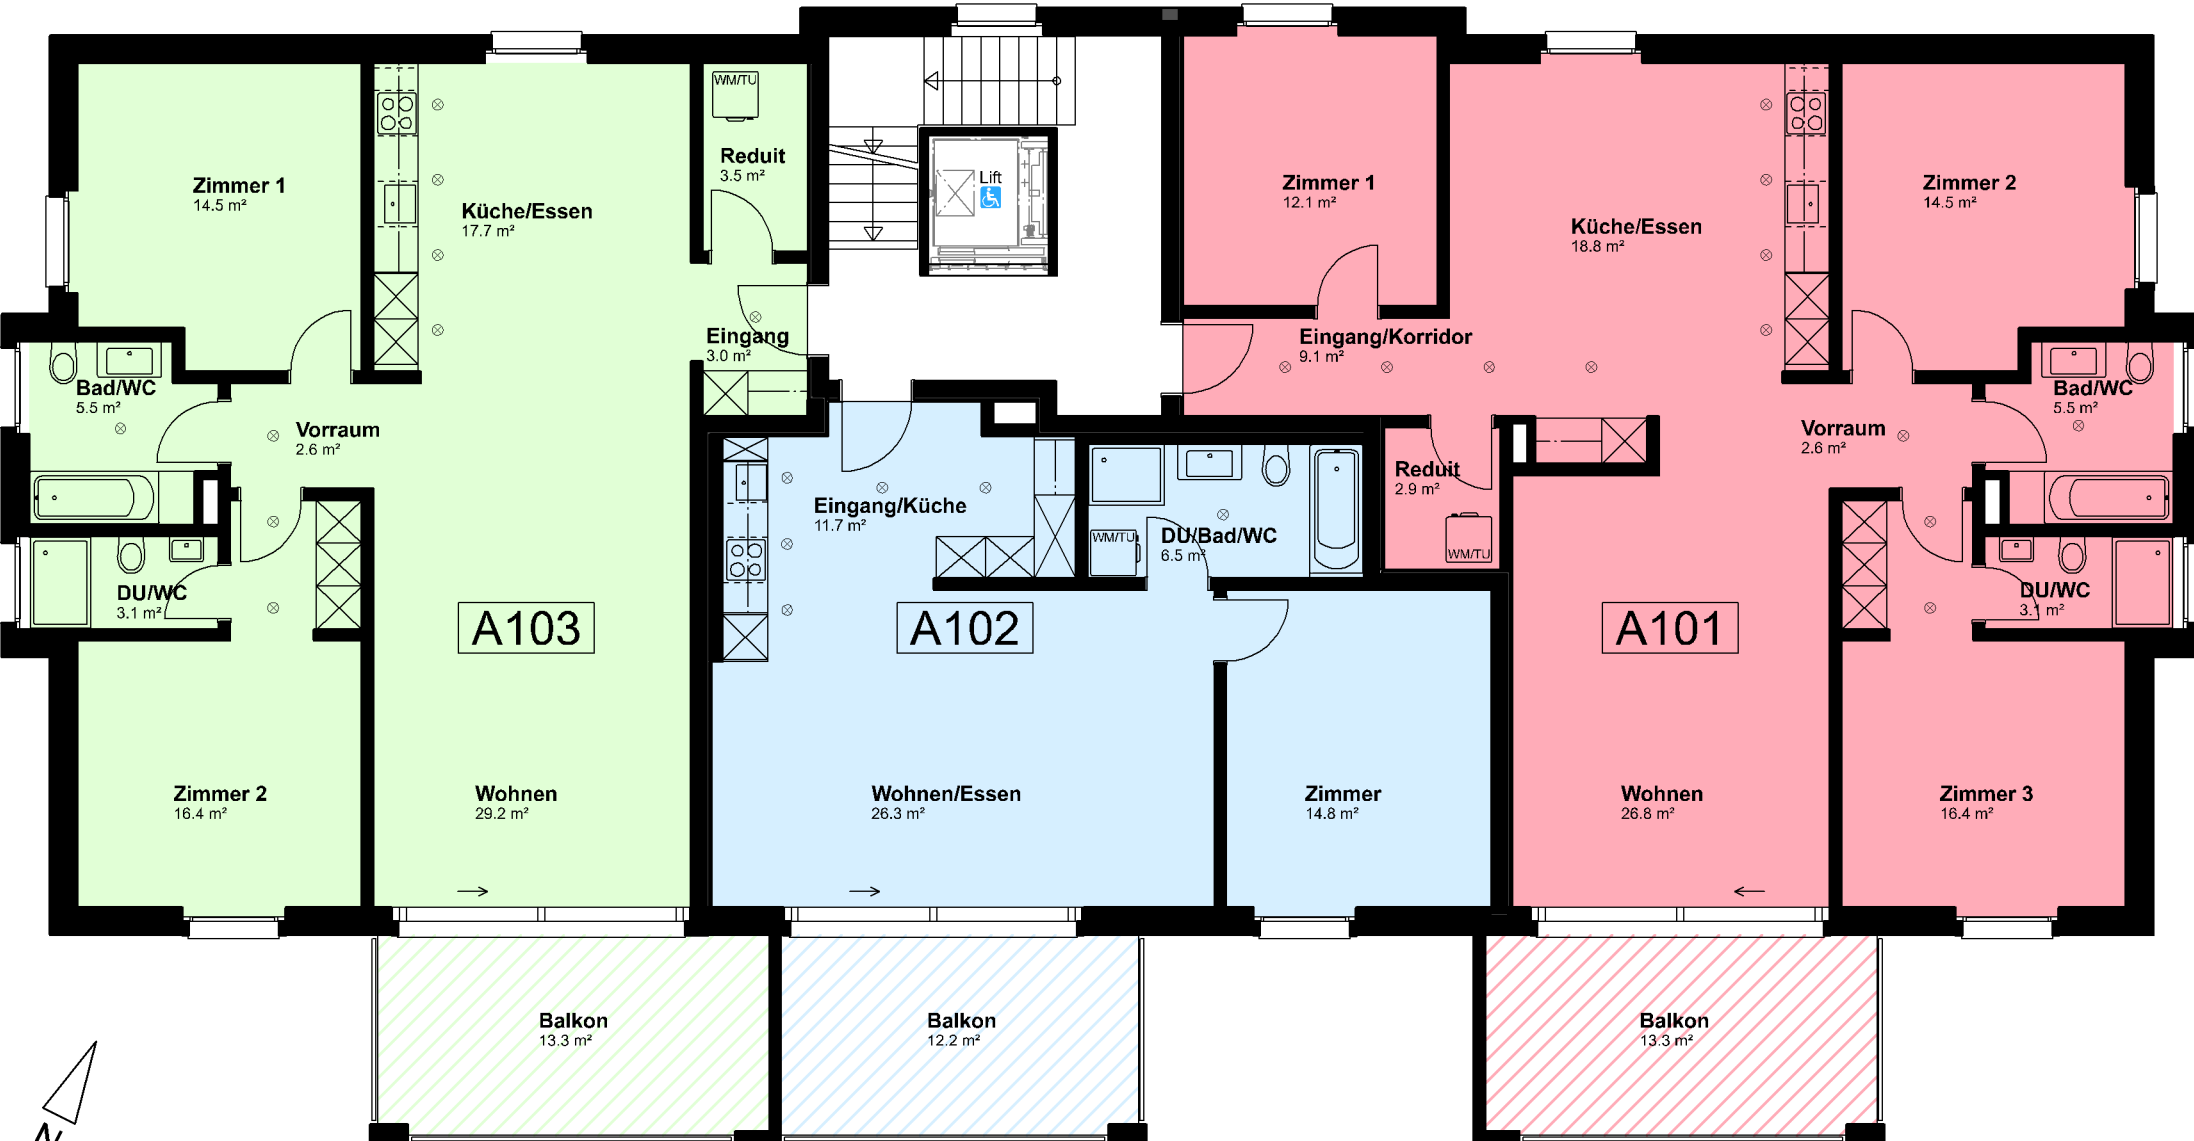 WM/TU
Reduit
3.5 m²
Lift
Zimmer 1
14.5 m²
Küche/Essen
17.7 m²
Zimmer 1
12.1 m²
Küche/Essen
18.8 m²
Zimmer 2
14.5 m²
Eingang
3.0 m²
Eingang/Korridor
9.1 m²
Bad/WC
5.5 m²
Vorraum
2.6 m²
Bad/WC
5.5 m²
Vorraum
2.6 m²
Reduit
2.9 m²
WM/TU
Eingang/Küche
11.7 m²
WM/TU
DU/Bad/WC
6.5 m²
DU/WC
3.1 m²
DU/WC
3.1 m²
A103
A102
A101
Zimmer 2
16.4 m²
Wohnen
29.2 m²
Wohnen/Essen
26.3 m²
Zimmer
14.8 m²
Wohnen
26.8 m²
Zimmer 3
16.4 m²
Balkon
13.3 m²
Balkon
12.2 m²
Balkon
13.3 m²
N